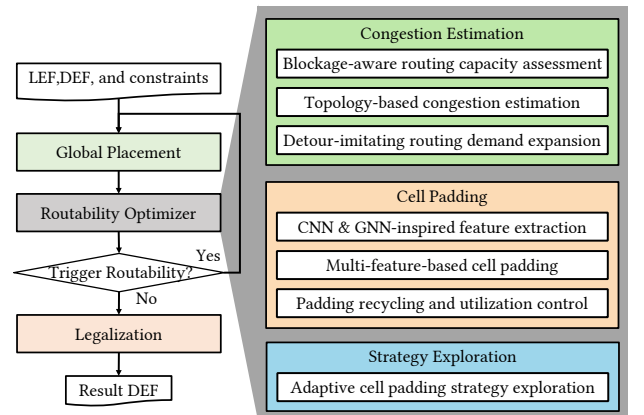 LEF,DEF, and constraints
Global Placement
Routability Optimizer
Trigger Routability?
Yes
No
Legalization
Result DEF
Congestion Estimation
Blockage-aware routing capacity assessment
Topology-based congestion estimation
Detour-imitating routing demand expansion
Cell Padding
CNN & GNN-inspired feature extraction
Multi-feature-based cell padding
Padding recycling and utilization control
Strategy Exploration
Adaptive cell padding strategy exploration